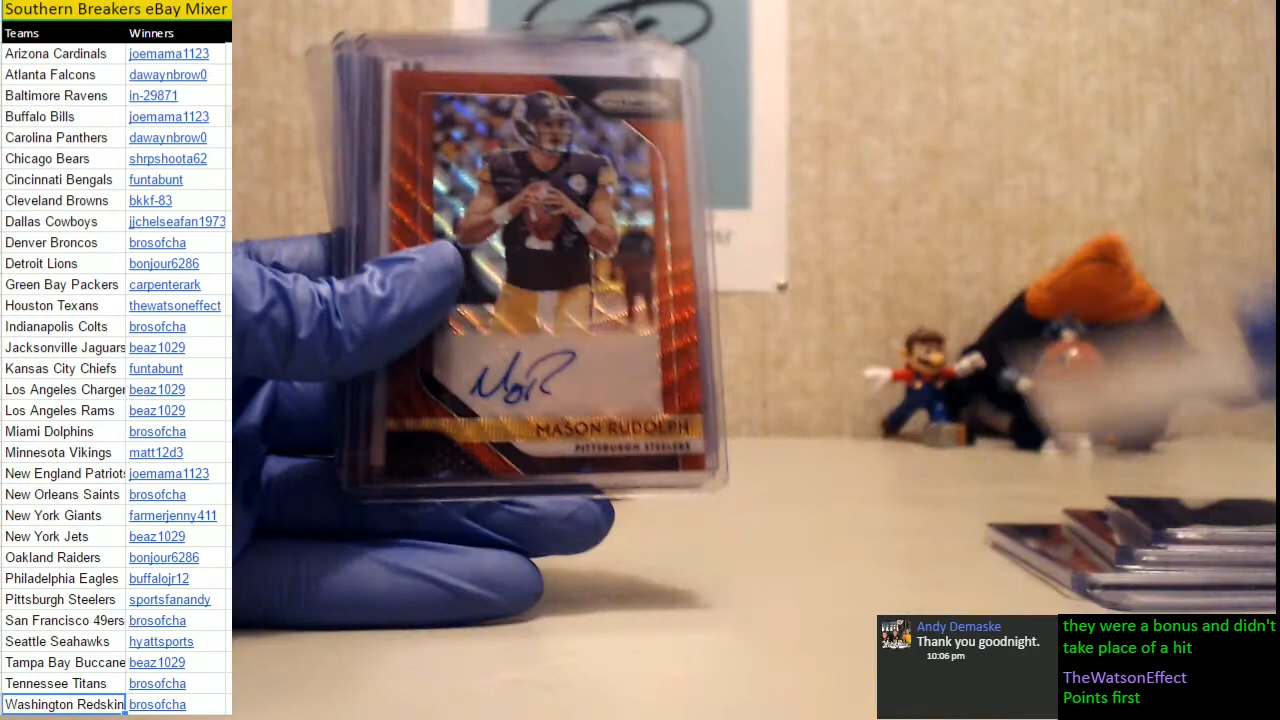 Southern Breakers eBay Mixer
Teams Winners
Arizona Cardinals joemama1123
Atlanta Falcons dawaynbrow0
Baltimore Ravens in-29871
Buffalo Bills joemama1123
Carolina Panthers dawaynbrow0
Chicago Bears shrpshoota62
Cincinnati Bengals funtabunt
Cleveland Browns bkkf-83
Dallas Cowboys jjchelseafan1973
Denver Broncos brosofcha
Detroit Lions bonjour6286
Green Bay Packers carpenterark
Houston Texans thewatsoneffect
Indianapolis Colts brosofcha
Jacksonville Jaguars beaz1029
Kansas City Chiefs funtabunt
Los Angeles Charger beaz1029
Los Angeles Rams beaz1029
Miami Dolphins brosofcha
Minnesota Vikings matt12d3
New England Patriots joemama1123
New Orleans Saints brosofcha
New York Giants farmerjenny411
New York Jets beaz1029
Oakland Raiders bonjour6286
Philadelphia Eagles buffalojr12
Pittsburgh Steelers sportsfanandy
San Francisco 49ers brosofcha
Seattle Seahawks hyattsports
Tampa Bay Buccane beaz1029
Tennessee Titans brosofcha
Washington Redskin brosofcha
MASON RUDOLPH
PITTSBURGH STEELERS
Andy Demaske
Thank you goodnight.
10:06 pm
they were a bonus and didn't
take place of a hit
TheWatsonEffect
Points first